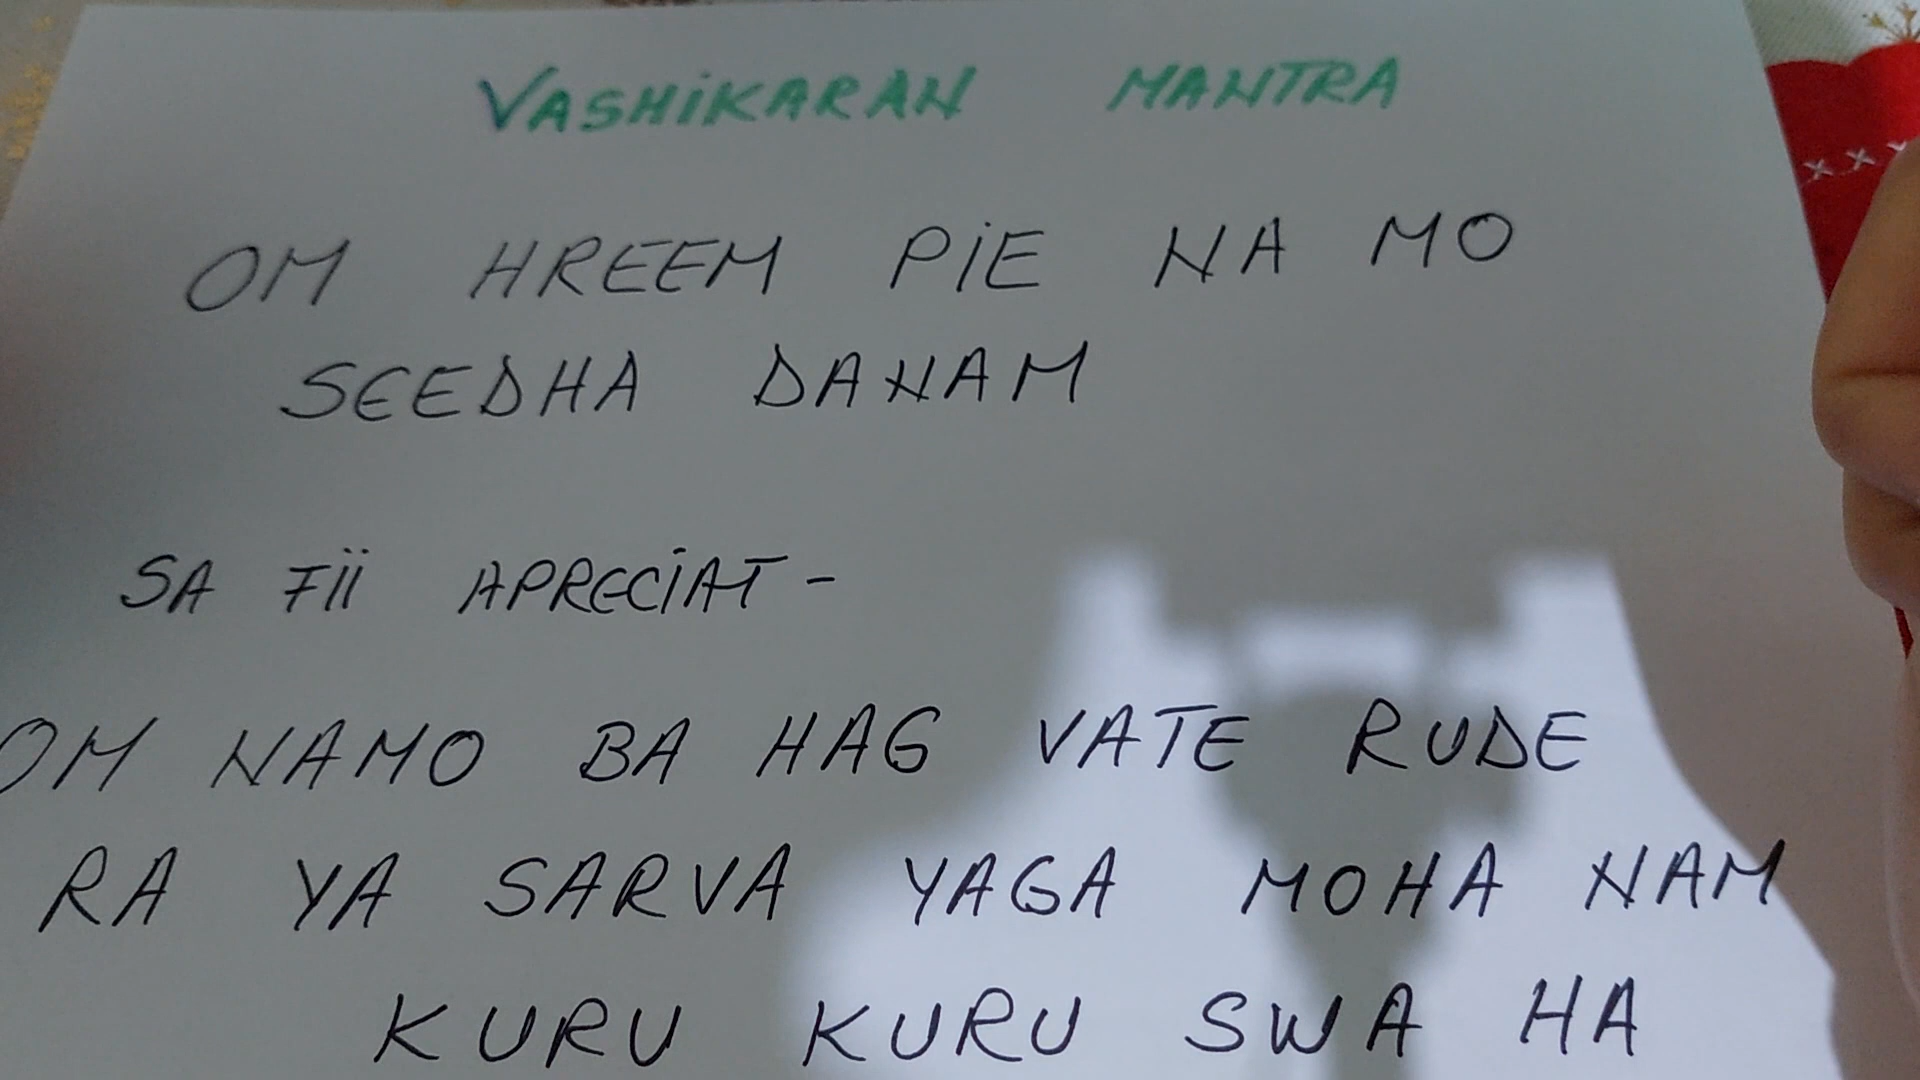 VASHiKARAN MANTRA
OM HREEM PiE NA MO
SEEDHA DANAM
SA Fii APRECiAT-
OM NAMO BA HAG VATE RUDE
RA YA SARVA YAGA MOHA NAM
KURU KURU SWA HA